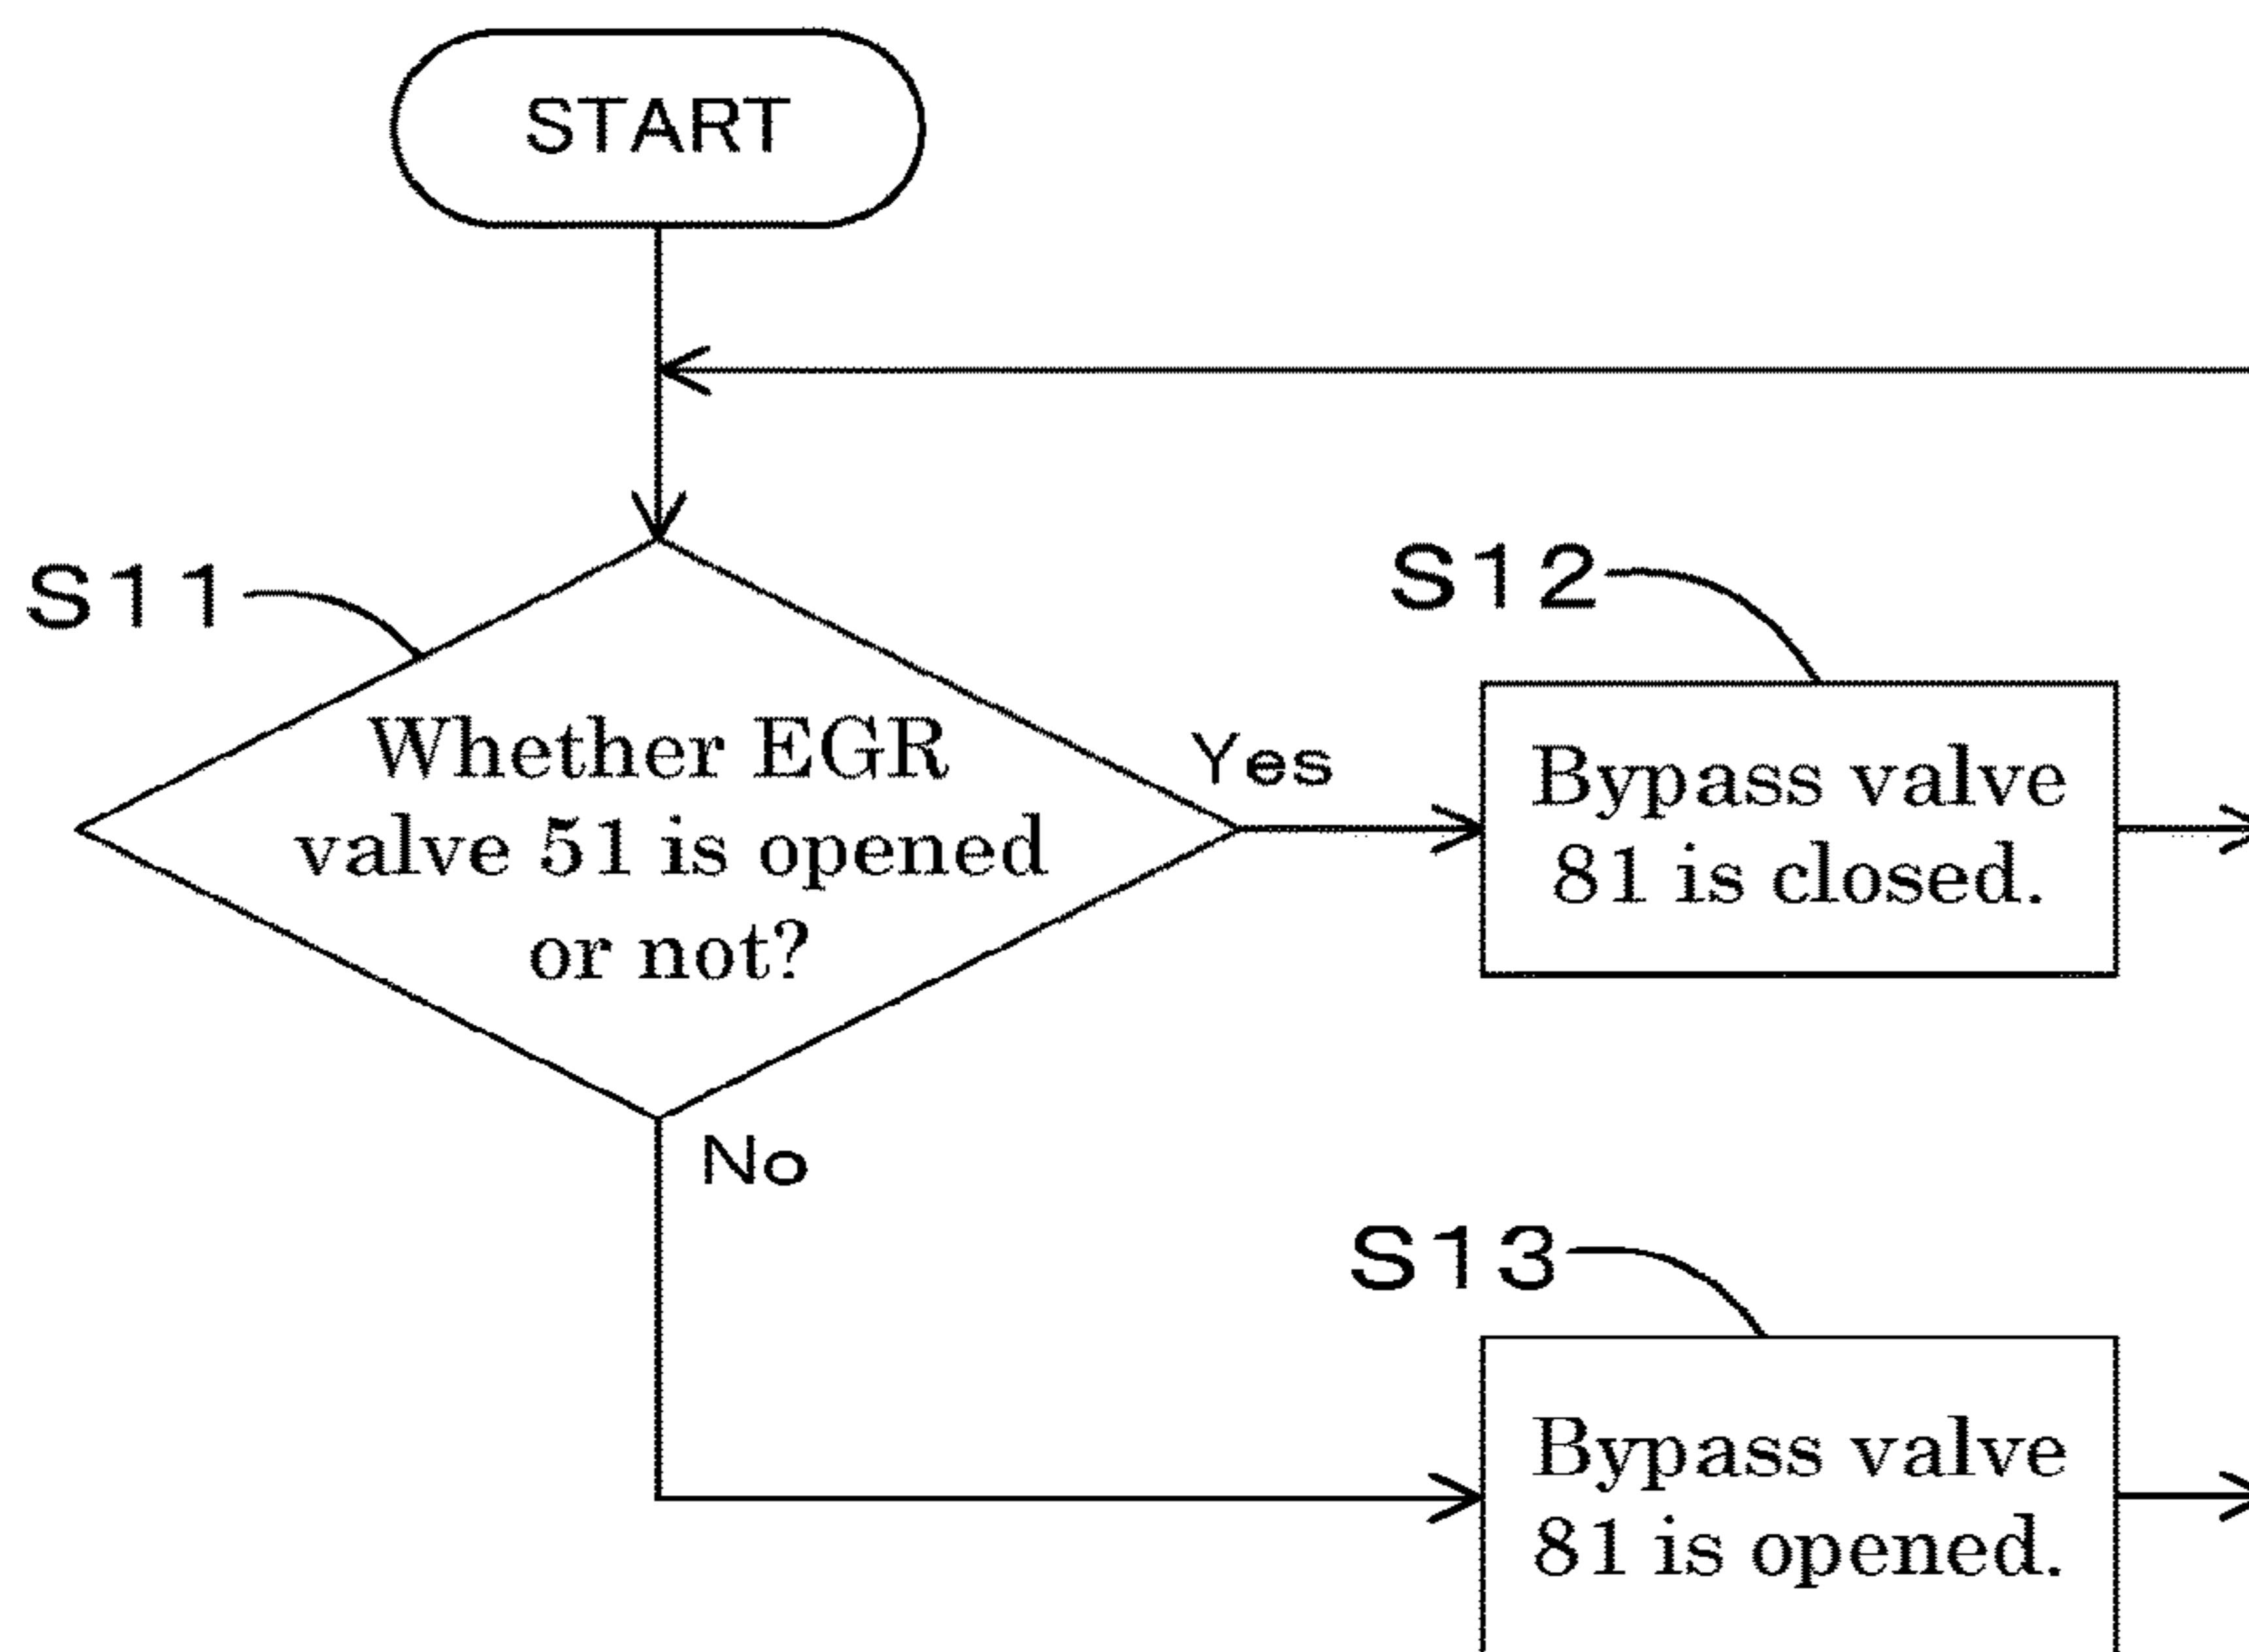 START
S11
Whether EGR
valve 51 is opened
or not?
Yes
S12
Bypass valve
81 is closed.
No
S13
Bypass valve
81 is opened.